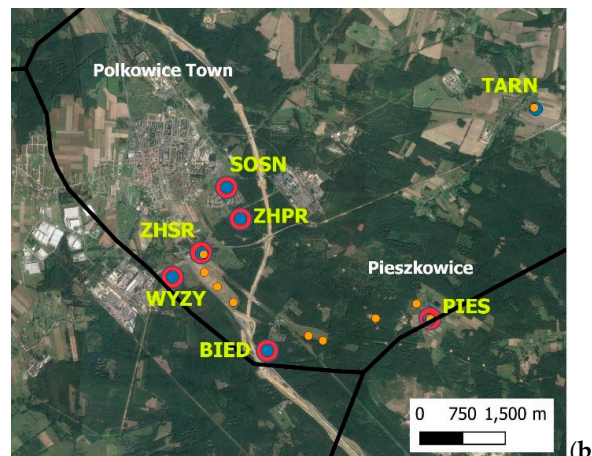 Polkowice Town
TARN
SOSN
ZHPR
ZHSR
Pieszkowice
WYZY
PIES
BIED
0 750 1,500 m
(b